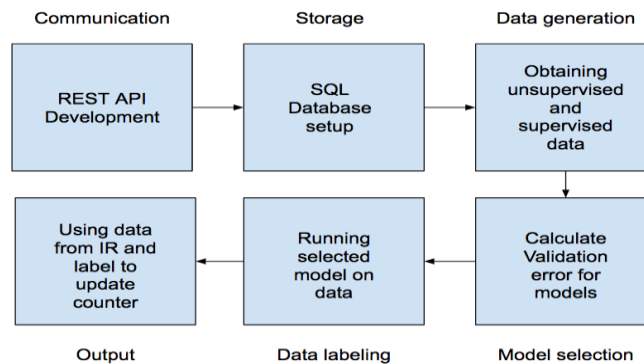 Communication
Storage
Data generation
REST API
Development
SQL
Database
setup
Obtaining
unsupervised
and
supervised
data
Using data
from IR and
label to
update
counter
Running
selected
model on
data
Calculate
Validation
error for
models
Output
Data labeling
Model selection